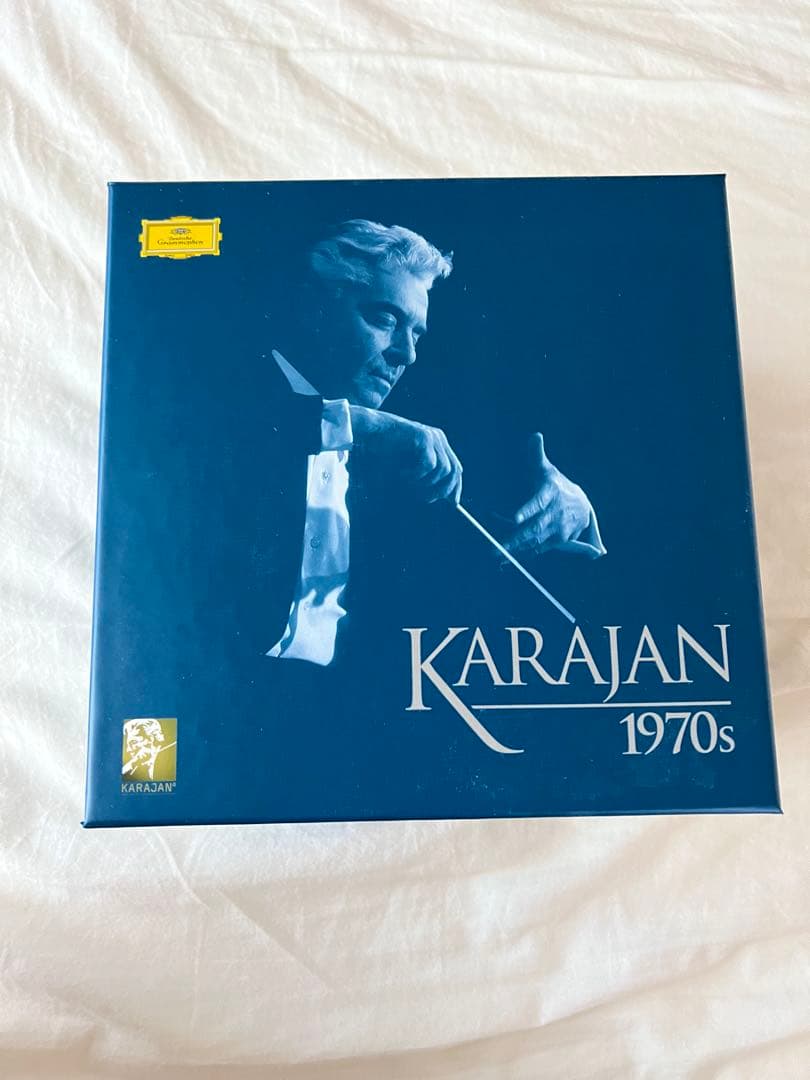 Deutsche
Grammophon
KARAJAN
1970s
KARAJAN®